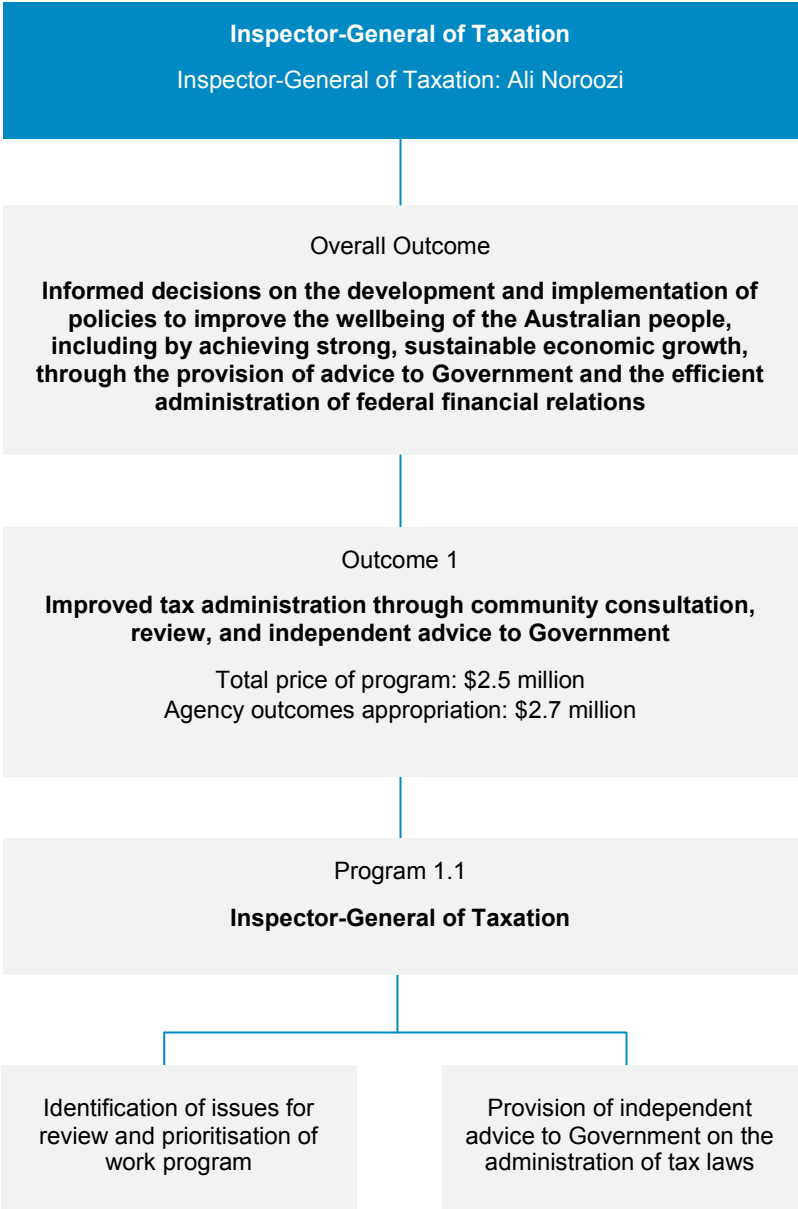 Inspector-General of Taxation
Inspector-General of Taxation: Ali Noroozi
Overall Outcome
Informed decisions on the development and implementation of
policies to improve the wellbeing of the Australian people,
including by achieving strong, sustainable economic growth,
through the provision of advice to Government and the efficient
administration of federal financial relations
Outcome 1
Improved tax administration through community consultation,
review, and independent advice to Government
Total price of program: $2.5 million
Agency outcomes appropriation: $2.7 million
Program 1.1
Inspector-General of Taxation
Identification of issues for
review and prioritisation of
work program
Provision of independent
advice to Government on the
administration of tax laws